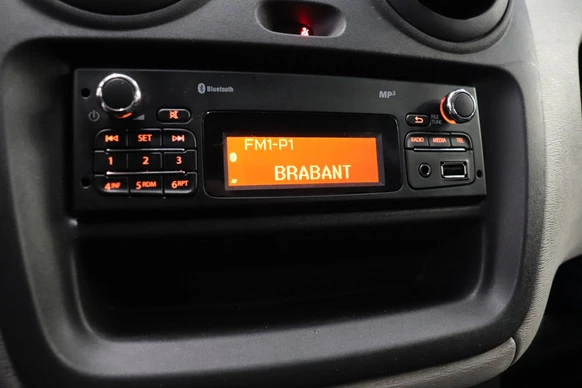 Bluetooth
MP3
FM1-P1
BRABANT
SET
RADIO MEDIA
1 2 3
4INF 5RDM 6RPT